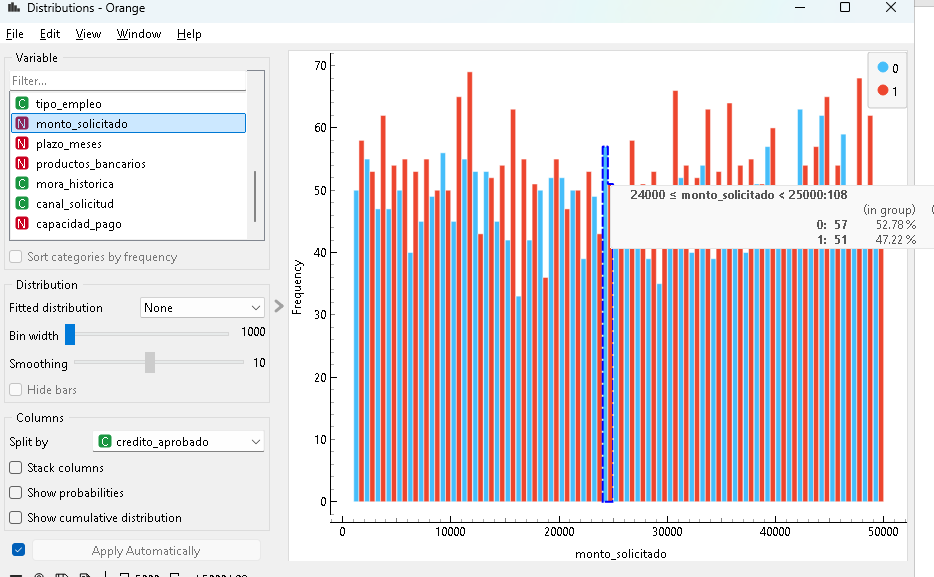 Distributions - Orange
File Edit View Window Help
Variable
Filter...
C tipo_empleo
N monto_solicitado
N plazo_meses
N productos_bancarios
C mora_historica
C canal_solicitud
N capacidad_pago
Sort categories by frequency
Distribution
Fitted distribution None
Bin width 1000
Smoothing 10
Hide bars
Columns
Split by C credito_aprobado
Stack columns
Show probabilities
Show cumulative distribution
Apply Automatically
Frequency
70
60
50
40
30
20
10
0
0 10000 20000 30000 40000 50000
monto_solicitado
0
1
24000 ≤ monto_solicitado < 25000:108
(in group)
0: 57 52.78 %
1: 51 47.22 %